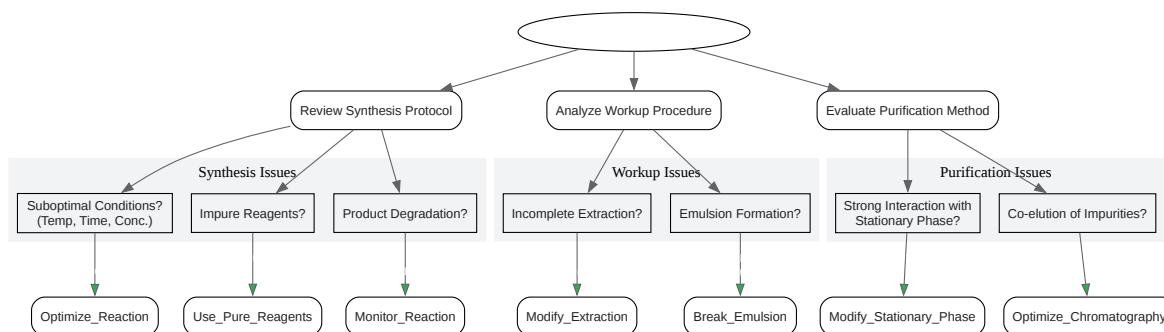 Review Synthesis Protocol
Analyze Workup Procedure
Evaluate Purification Method
Synthesis Issues
Workup Issues
Purification Issues
Suboptimal Conditions?
(Temp, Time, Conc.)
Impure Reagents?
Product Degradation?
Incomplete Extraction?
Emulsion Formation?
Strong Interaction with
Stationary Phase?
Co-elution of Impurities?
Optimize_Reaction
Use_Pure_Reagents
Monitor_Reaction
Modify_Extraction
Break_Emulsion
Modify_Stationary_Phase
Optimize_Chromatography